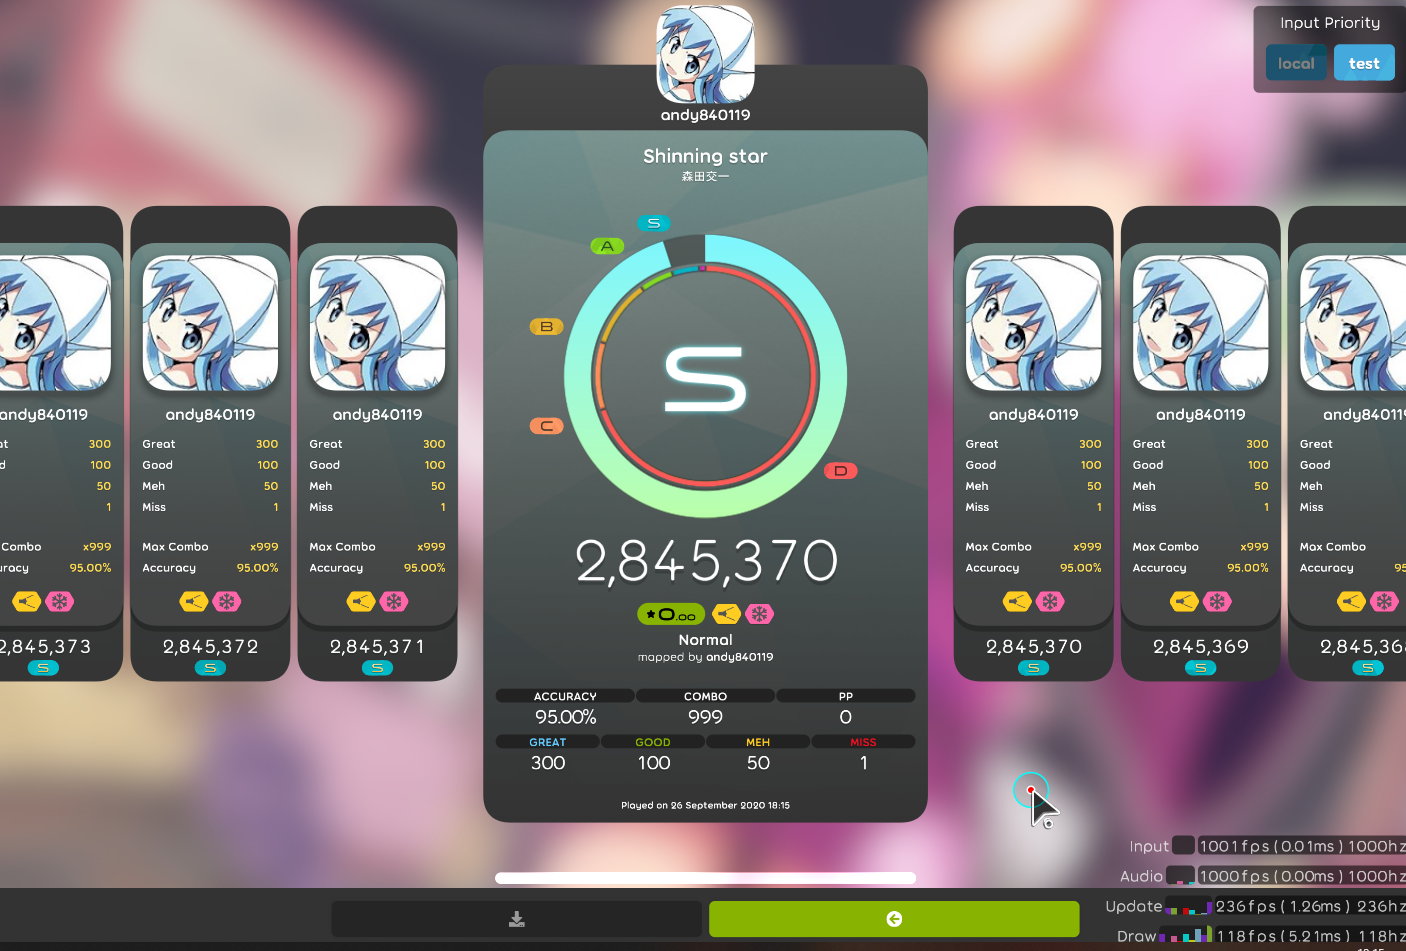 Input Priority
local test
andy840119
Shinning star
森田交一
S
A
B
C
D
S
2,845,370
0.00
Normal
mapped by andy840119
ACCURACY COMBO PP
95.00% 999 0
GREAT GOOD MEH MISS
300 100 50 1
Played on 26 September 2020 18:15
andy840119
300
100
50
1
Combo x999
95.00%
2,845,373
S
andy840119
Great 300
Good 100
Meh 50
Miss 1
Max Combo x999
Accuracy 95.00%
2,845,372
S
andy840119
Great 300
Good 100
Meh 50
Miss 1
Max Combo x999
Accuracy 95.00%
2,845,371
S
andy840119
Great 300
Good 100
Meh 50
Miss 1
Max Combo x999
Accuracy 95.00%
2,845,370
S
andy840119
Great 300
Good 100
Meh 50
Miss 1
Max Combo x999
Accuracy 95.00%
2,845,369
S
Great
Good
Meh
Miss
Max Combo
Accuracy
S
Input 1001fps (0.01ms) 1000hz
Audio 1000fps (0.00ms) 1000hz
Update 236fps (1.26ms) 236hz
Draw 118fps (5.21ms) 118hz